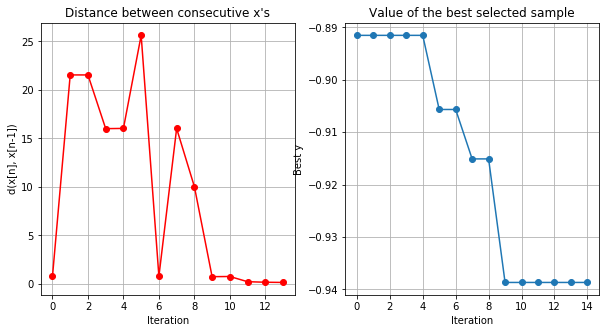 Distance between consecutive x's
d(x[n], x[n-1])
25
20
15
10
5
0
0 2 4 6 8 10 12
Iteration
Value of the best selected sample
Best y
−0.89
−0.90
−0.91
−0.92
−0.93
−0.94
0 2 4 6 8 10 12 14
Iteration